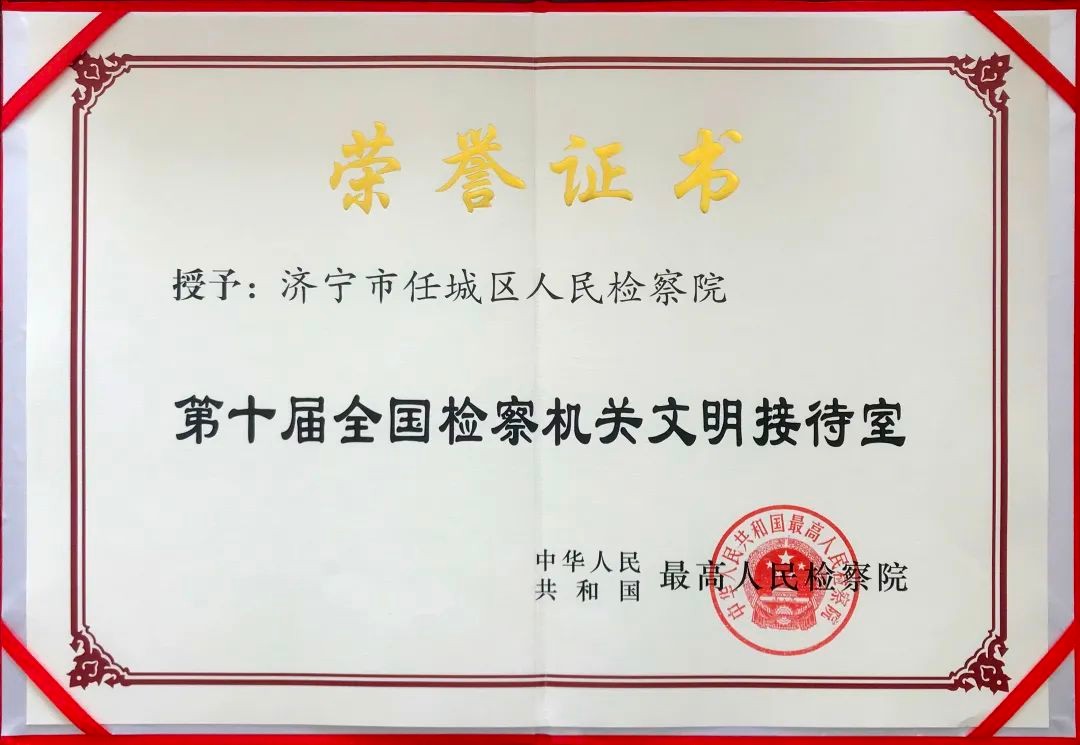 荣誉证书
授予：济宁市任城区人民检察院
第十届全国检察机关文明接待室
中华人民
共和国
最高人民检察院
中华人民共和国最高人民检察院